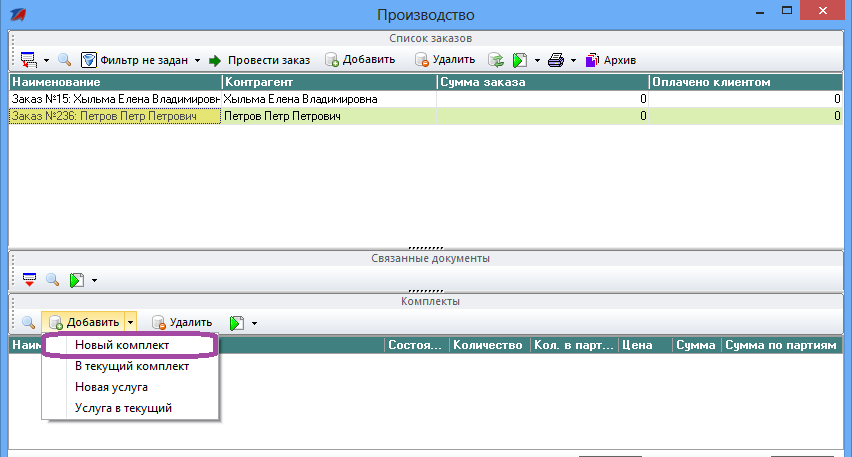 Производство
Список заказов
Фильтр не задан Провести заказ Добавить Удалить Архив
Наименование Контрагент Сумма заказа Оплачено клиентом
Заказ №15: Хыльма Елена Владимировн Хыльма Елена Владимировна 0 0
Заказ №236: Петров Петр Петрович Петров Петр Петрович 0 0
Связанные документы
Комплекты
Добавить Удалить
Наим Состоя... Количество Кол. в парт... Цена Сумма Сумма по партиям
Новый комплект
В текущий комплект
Новая услуга
Услуга в текущий